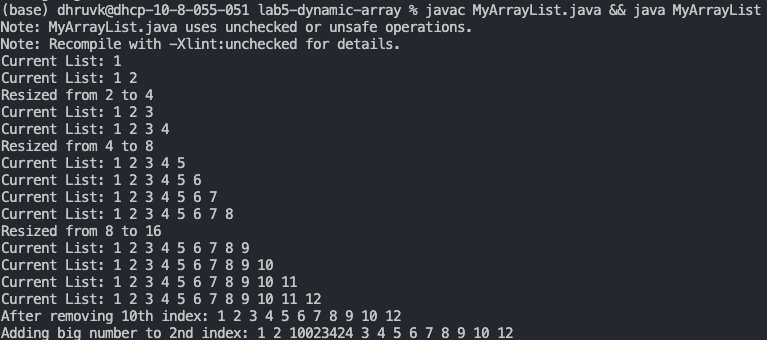 (base) dhruvk@dhcp-10-8-055-051 lab5-dynamic-array % javac MyArrayList.java && java MyArrayList
Note: MyArrayList.java uses unchecked or unsafe operations.
Note: Recompile with -Xlint:unchecked for details.
Current List: 1
Current List: 1 2
Resized from 2 to 4
Current List: 1 2 3
Current List: 1 2 3 4
Resized from 4 to 8
Current List: 1 2 3 4 5
Current List: 1 2 3 4 5 6
Current List: 1 2 3 4 5 6 7
Current List: 1 2 3 4 5 6 7 8
Resized from 8 to 16
Current List: 1 2 3 4 5 6 7 8 9
Current List: 1 2 3 4 5 6 7 8 9 10
Current List: 1 2 3 4 5 6 7 8 9 10 11
Current List: 1 2 3 4 5 6 7 8 9 10 11 12
After removing 10th index: 1 2 3 4 5 6 7 8 9 10 12
Adding big number to 2nd index: 1 2 10023424 3 4 5 6 7 8 9 10 12